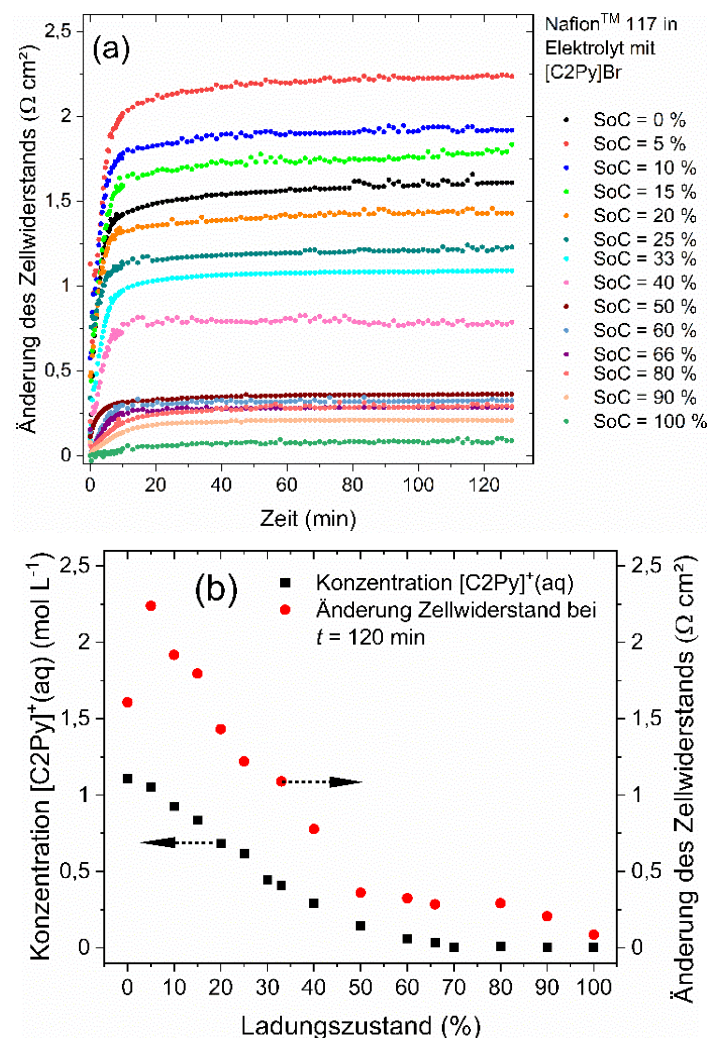 (a)
Nafion™ 117 in
Elektrolyt mit
[C2Py]Br
SoC = 0 %
SoC = 5 %
SoC = 10 %
SoC = 15 %
SoC = 20 %
SoC = 25 %
SoC = 33 %
SoC = 40 %
SoC = 50 %
SoC = 60 %
SoC = 66 %
SoC = 80 %
SoC = 90 %
SoC = 100 %
Änderung des Zellwiderstands (Ω cm²)
2,5
2
1,5
1
0,5
0
0 20 40 60 80 100 120
Zeit (min)
(b)
Konzentration [C2Py]⁺(aq)
Änderung Zellwiderstand bei
t = 120 min
Konzentration [C2Py]⁺(aq) (mol L⁻¹)
2,5
2
1,5
1
0,5
0
Änderung des Zellwiderstands (Ω cm²)
2,5
2
1,5
1
0,5
0
0 10 20 30 40 50 60 70 80 90 100
Ladungszustand (%)